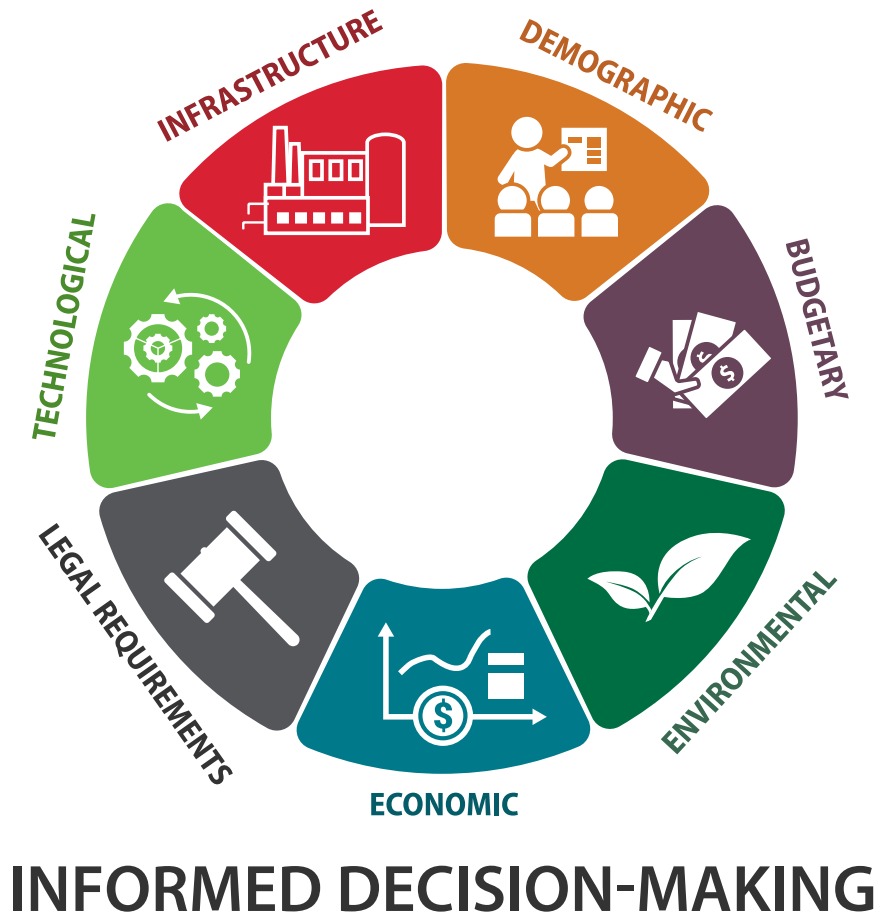 INFRASTRUCTURE
DEMOGRAPHIC
BUDGETARY
ENVIRONMENTAL
ECONOMIC
LEGAL REQUIREMENTS
TECHNOLOGICAL
$
$
INFORMED DECISION-MAKING